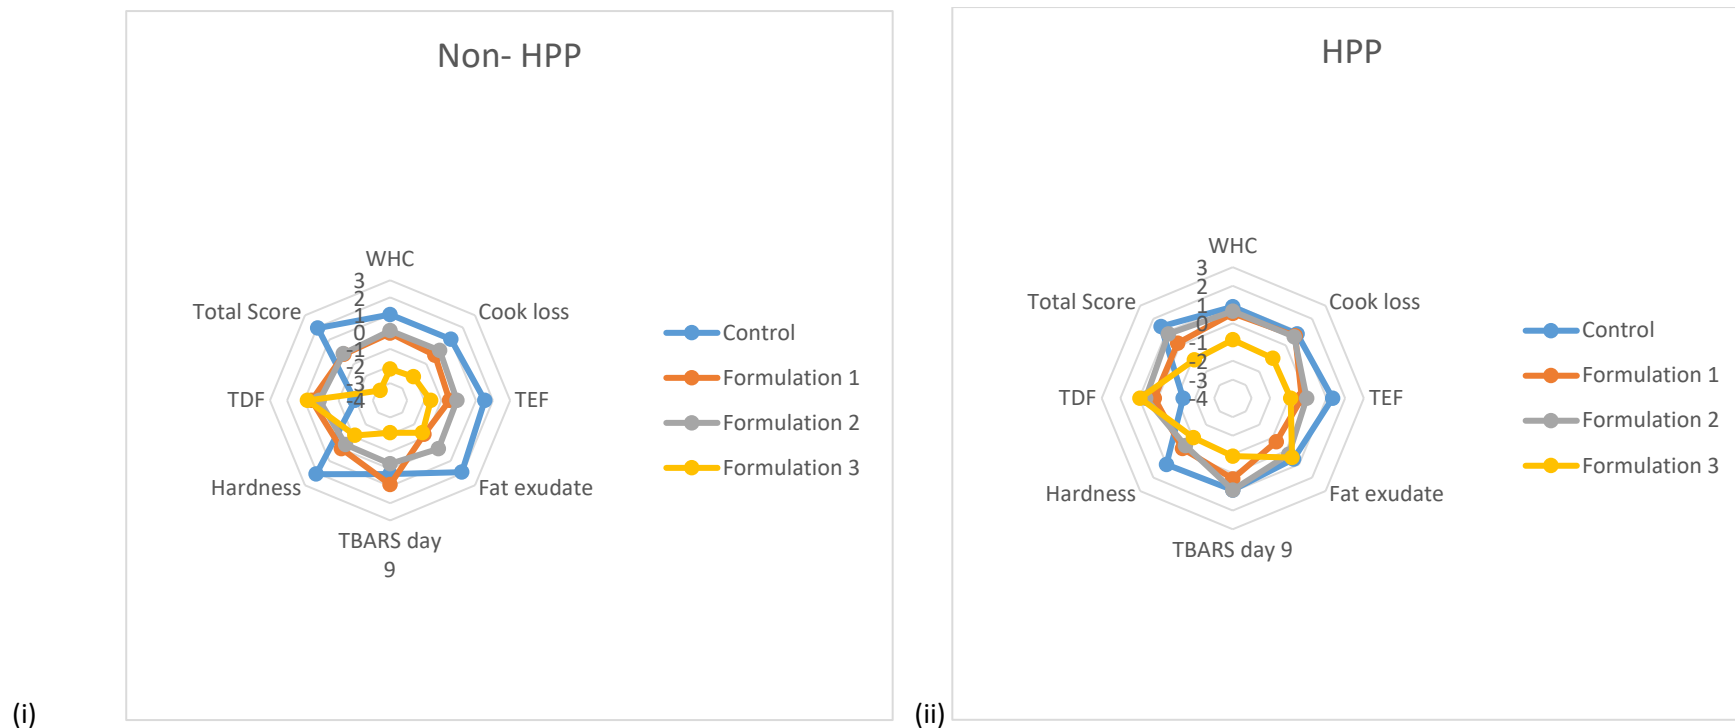 Non- HPP
WHC
3
2
1
0
-1
-2
-3
-4
Cook loss
TEF
Fat exudate
TBARS day
9
Hardness
TDF
Total Score
Control
Formulation 1
Formulation 2
Formulation 3
(i)
HPP
WHC
3
2
1
0
-1
-2
-3
-4
Cook loss
TEF
Fat exudate
TBARS day 9
Hardness
TDF
Total Score
Control
Formulation 1
Formulation 2
Formulation 3
(ii)